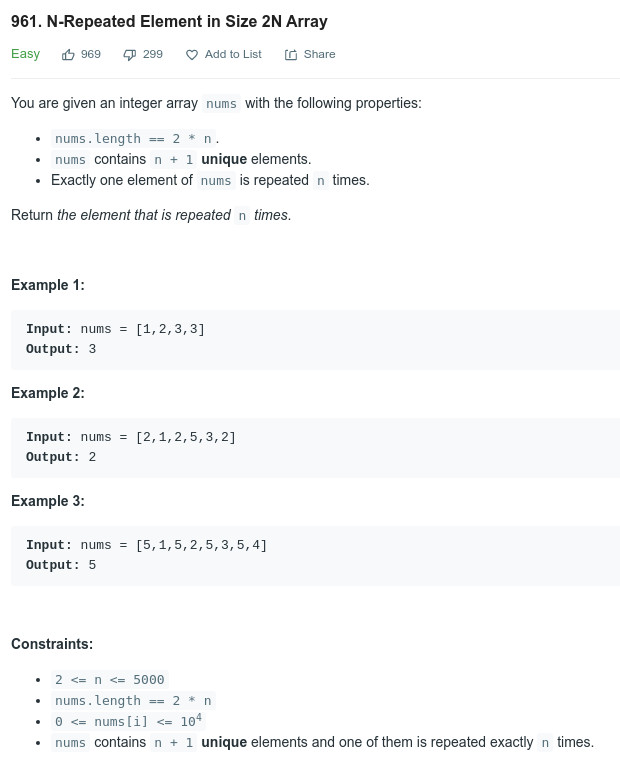 961. N-Repeated Element in Size 2N Array
Easy 969 299 Add to List Share
You are given an integer array nums with the following properties:
• nums.length == 2 * n.
• nums contains n + 1 unique elements.
• Exactly one element of nums is repeated n times.
Return the element that is repeated n times.
Example 1:
Input: nums = [1,2,3,3]
Output: 3
Example 2:
Input: nums = [2,1,2,5,3,2]
Output: 2
Example 3:
Input: nums = [5,1,5,2,5,3,5,4]
Output: 5
Constraints:
• 2 <= n <= 5000
• nums.length == 2 * n
• 0 <= nums[i] <= 10⁴
• nums contains n + 1 unique elements and one of them is repeated exactly n times.